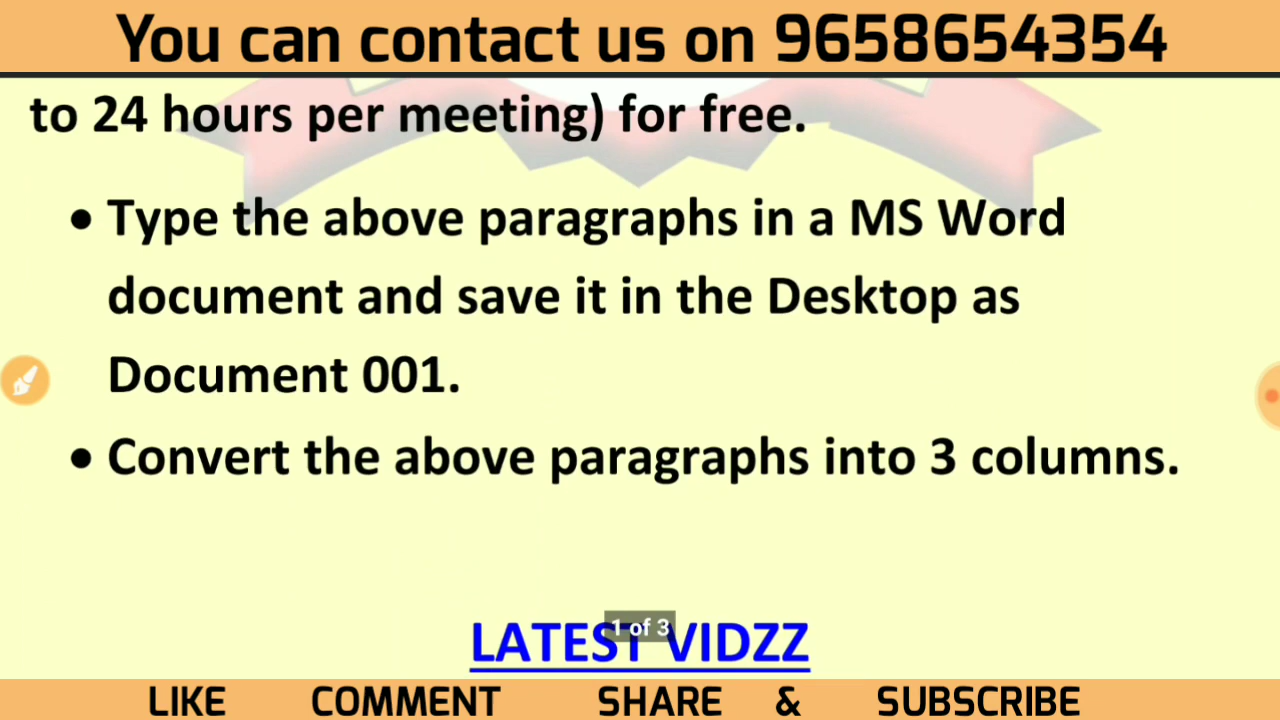 You can contact us on 9658654354
to 24 hours per meeting) for free.
• Type the above paragraphs in a MS Word
document and save it in the Desktop as
Document 001.
• Convert the above paragraphs into 3 columns.
1 of 3
LATEST VIDZZ
LIKE COMMENT SHARE & SUBSCRIBE